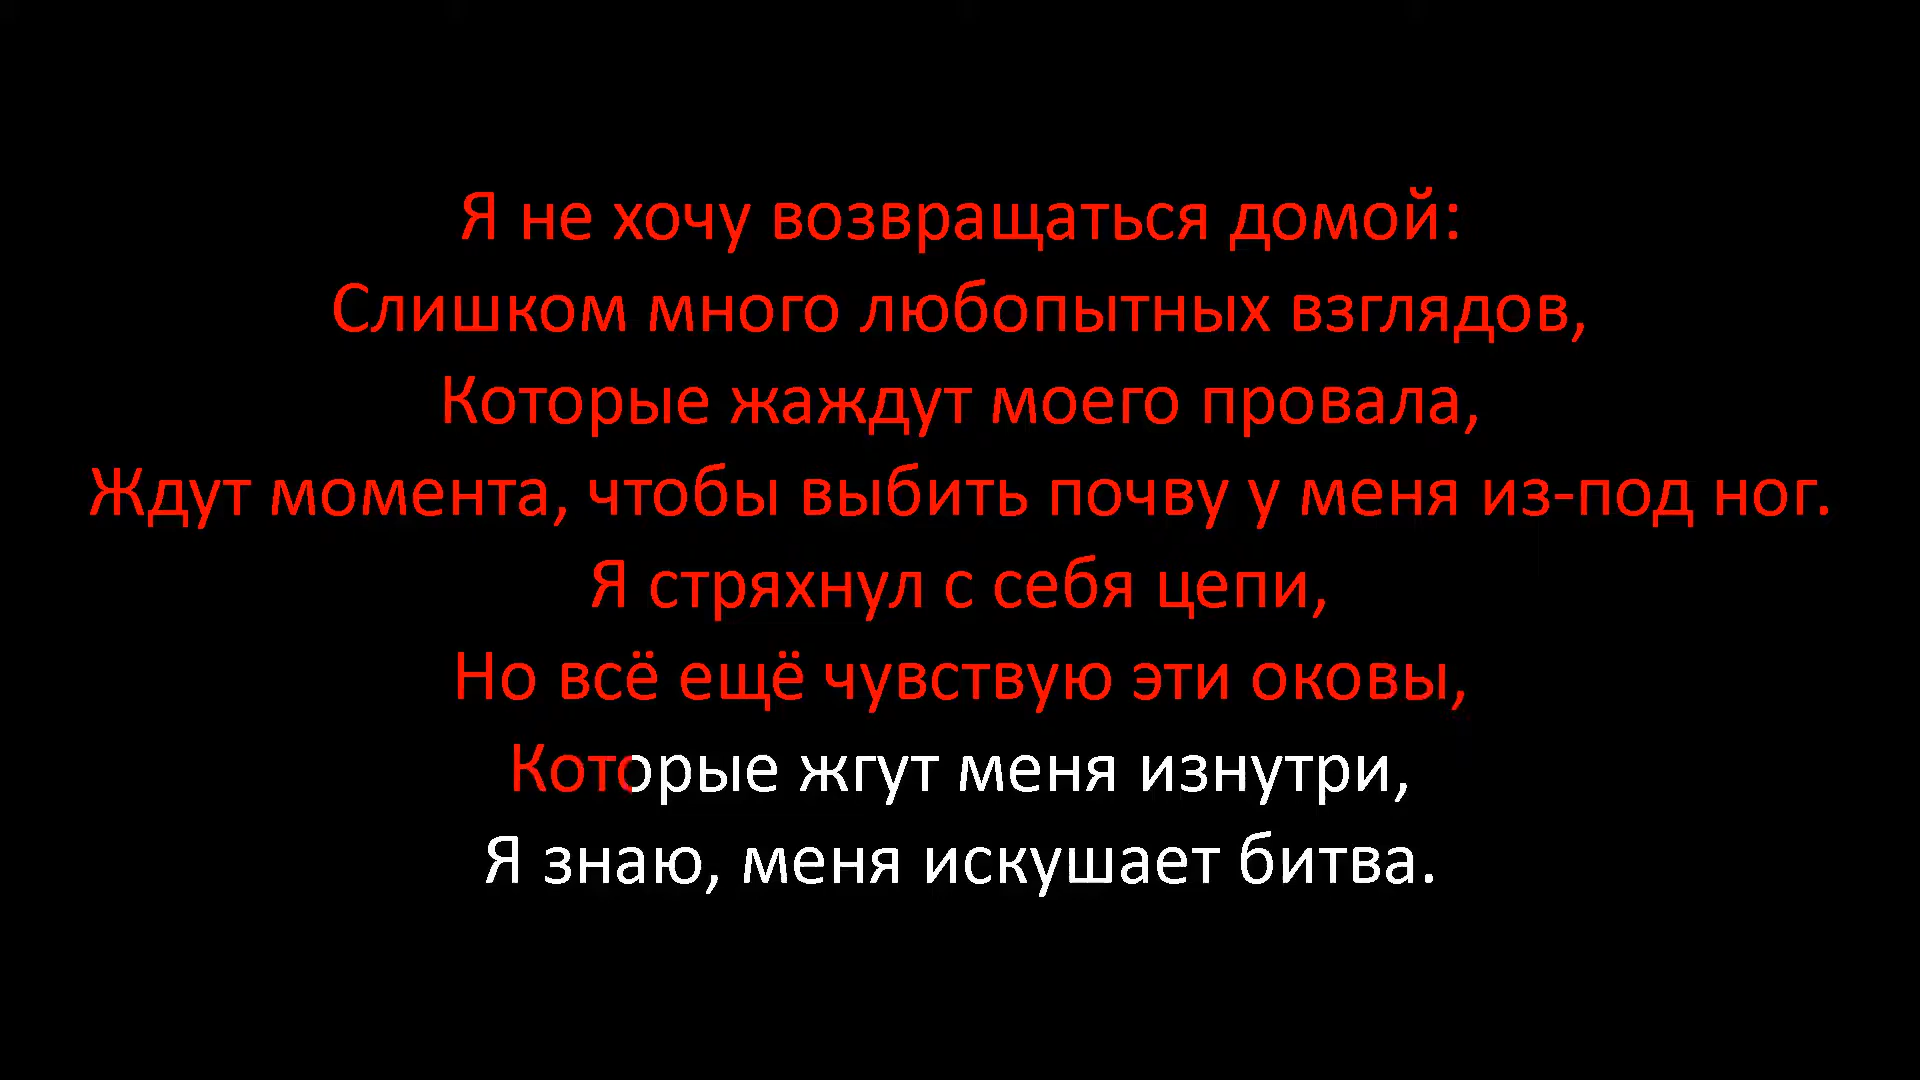 Я не хочу возвращаться домой:
Слишком много любопытных взглядов,
Которые жаждут моего провала,
Ждут момента, чтобы выбить почву у меня из-под ног.
Я стряхнул с себя цепи,
Но всё ещё чувствую эти оковы,
Которые жгут меня изнутри,
Я знаю, меня искушает битва.